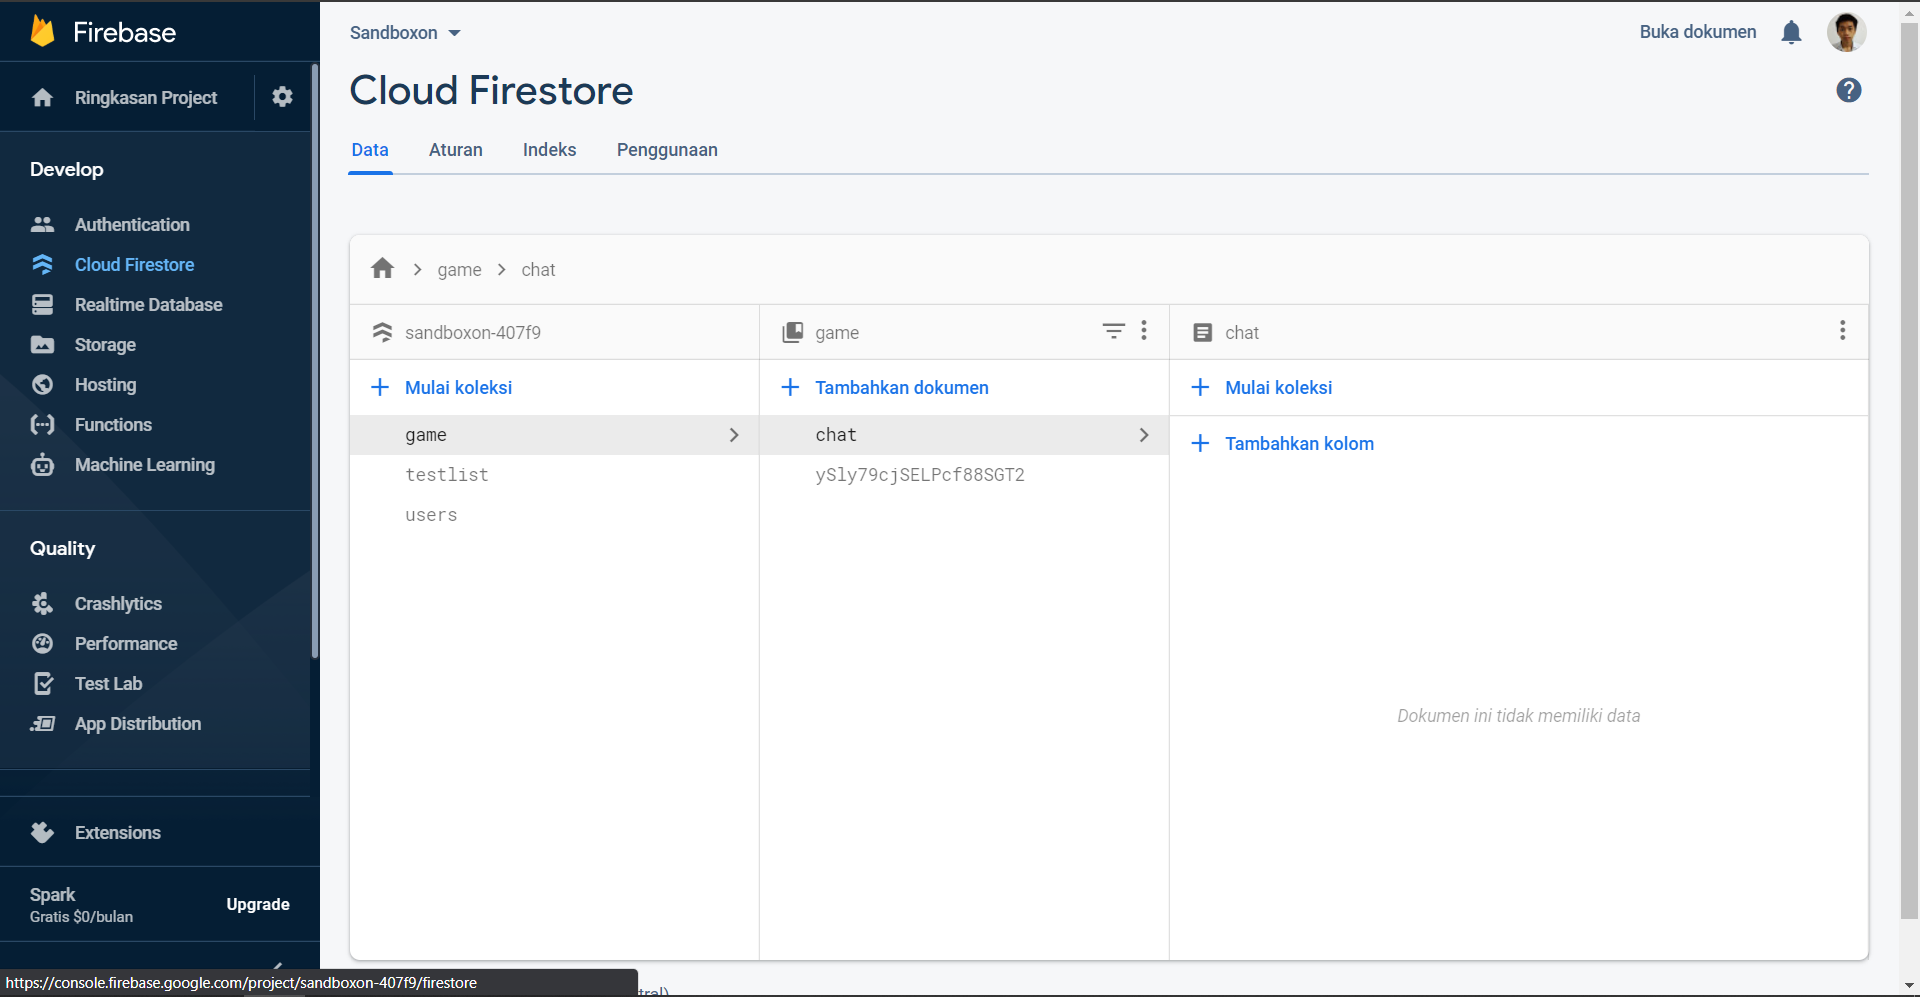 Firebase
Ringkasan Project
Develop
Authentication
Cloud Firestore
Realtime Database
Storage
Hosting
Functions
Machine Learning
Quality
Crashlytics
Performance
Test Lab
App Distribution
Extensions
Spark
Gratis $0/bulan
Upgrade
https://console.firebase.google.com/project/sandboxon-407f9/firestore
Sandboxon
Buka dokumen
Cloud Firestore
?
Data Aturan Indeks Penggunaan
game chat
sandboxon-407f9
Mulai koleksi
game
testlist
users
game
Tambahkan dokumen
chat
ySly79cjSELPcf88SGT2
chat
Mulai koleksi
Tambahkan kolom
Dokumen ini tidak memiliki data